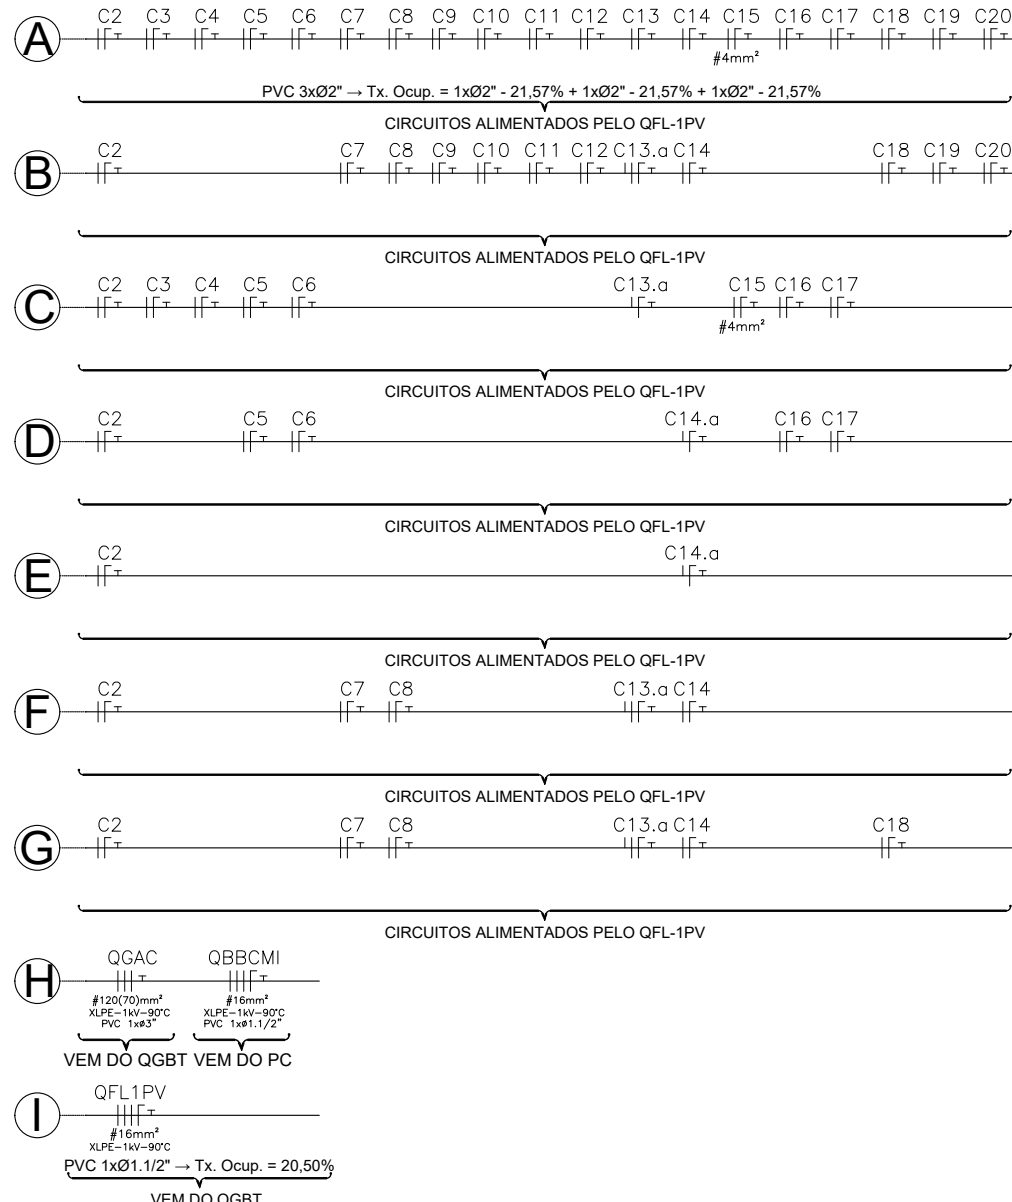 A C2 C3 C4 C5 C6 C7 C8 C9 C10 C11 C12 C13 C14 C15 C16 C17 C18 C19 C20
#4mm²
PVC 3xØ2" → Tx. Ocup. = 1xØ2" - 21,57% + 1xØ2" - 21,57% + 1xØ2" - 21,57%
CIRCUITOS ALIMENTADOS PELO QFL-1PV
B C2 C7 C8 C9 C10 C11 C12 C13.a C14 C18 C19 C20
CIRCUITOS ALIMENTADOS PELO QFL-1PV
C C2 C3 C4 C5 C6 C13.a C15 C16 C17
#4mm²
CIRCUITOS ALIMENTADOS PELO QFL-1PV
D C2 C5 C6 C14.a C16 C17
CIRCUITOS ALIMENTADOS PELO QFL-1PV
E C2 C14.a
CIRCUITOS ALIMENTADOS PELO QFL-1PV
F C2 C7 C8 C13.a C14
CIRCUITOS ALIMENTADOS PELO QFL-1PV
G C2 C7 C8 C13.a C14 C18
CIRCUITOS ALIMENTADOS PELO QFL-1PV
H QGAC QBBCMI
#120(70)mm² #16mm²
XLPE-1kV-90°C XLPE-1kV-90°C
PVC 1xø3" PVC 1xø1.1/2"
VEM DO QGBT VEM DO PC
I QFL1PV
#16mm²
XLPE-1kV-90°C
PVC 1xØ1.1/2" → Tx. Ocup. = 20,50%
VEM DO QGBT